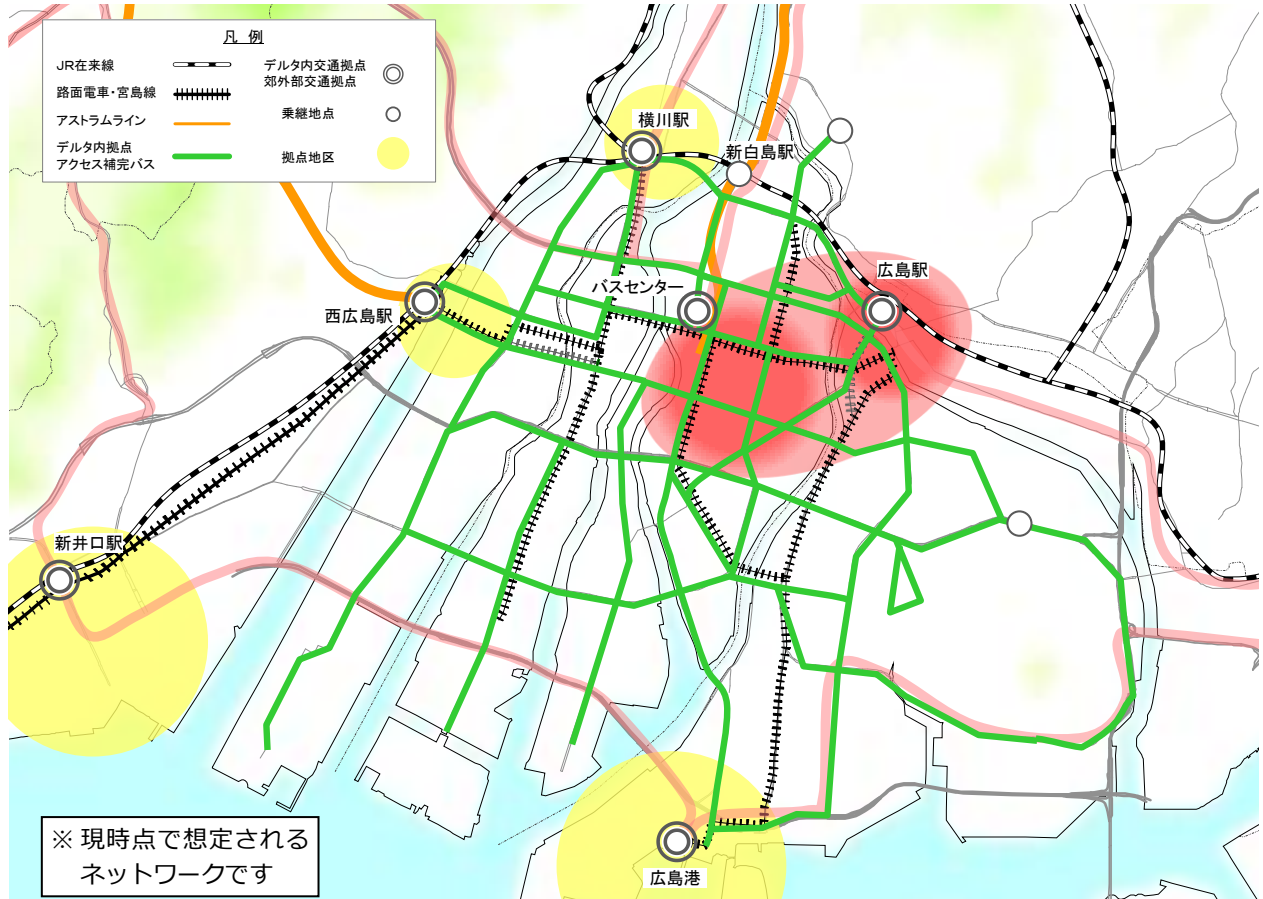 凡 例
JR在来線
路面電車・宮島線
アストラムライン
デルタ内拠点
アクセス補完バス
デルタ内交通拠点
郊外部交通拠点
乗継地点
拠点地区
横川駅
新白島駅
広島駅
バスセンター
西広島駅
新井口駅
広島港
※ 現時点で想定される
ネットワークです